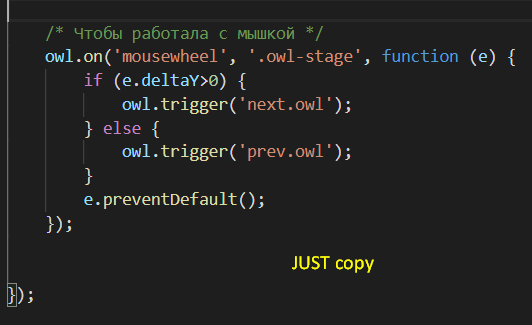 /* Чтобы работала с мышкой */
owl.on('mousewheel', '.owl-stage', function (e) {
if (e.deltaY>0) {
owl.trigger('next.owl');
} else {
owl.trigger('prev.owl');
}
e.preventDefault();
});
JUST copy
});